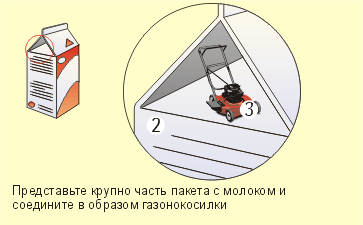 2
3
Представьте крупно часть пакета с молоком и
соедините в образом газонокосилки